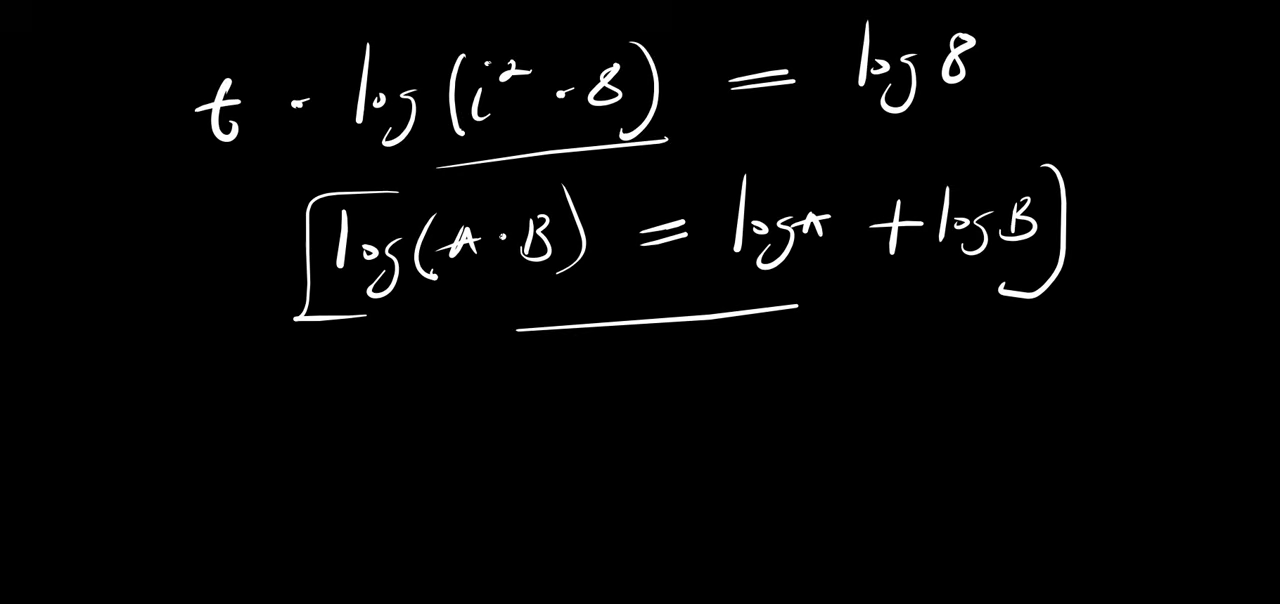 t · log(i² · 8) = log 8
[log(A · B) = log A + log B]